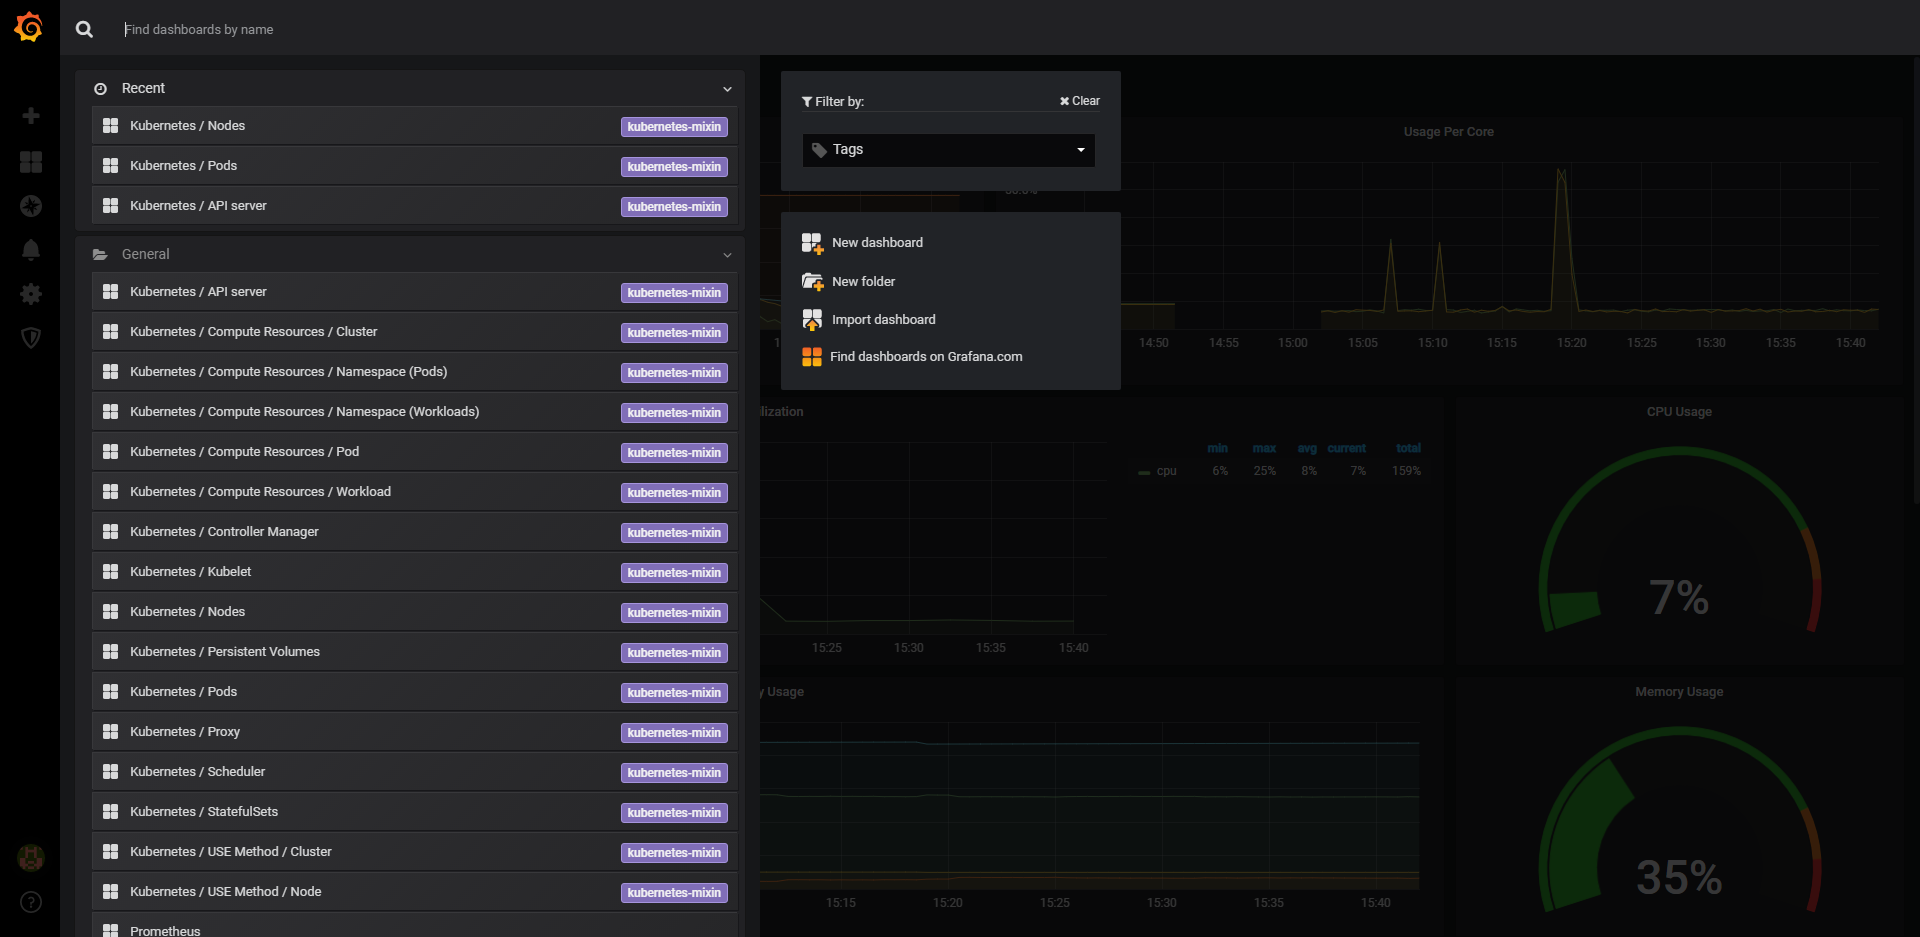 Find dashboards by name
Recent
Kubernetes / Nodes kubernetes-mixin
Kubernetes / Pods kubernetes-mixin
Kubernetes / API server kubernetes-mixin
General
Kubernetes / API server kubernetes-mixin
Kubernetes / Compute Resources / Cluster kubernetes-mixin
Kubernetes / Compute Resources / Namespace (Pods) kubernetes-mixin
Kubernetes / Compute Resources / Namespace (Workloads) kubernetes-mixin
Kubernetes / Compute Resources / Pod kubernetes-mixin
Kubernetes / Compute Resources / Workload kubernetes-mixin
Kubernetes / Controller Manager kubernetes-mixin
Kubernetes / Kubelet kubernetes-mixin
Kubernetes / Nodes kubernetes-mixin
Kubernetes / Persistent Volumes kubernetes-mixin
Kubernetes / Pods kubernetes-mixin
Kubernetes / Proxy kubernetes-mixin
Kubernetes / Scheduler kubernetes-mixin
Kubernetes / StatefulSets kubernetes-mixin
Kubernetes / USE Method / Cluster kubernetes-mixin
Kubernetes / USE Method / Node kubernetes-mixin
Prometheus
Filter by: Clear
Tags
New dashboard
New folder
Import dashboard
Find dashboards on Grafana.com
Usage Per Core
14:50 14:55 15:00 15:05 15:10 15:15 15:20 15:25 15:30 15:35 15:40
lization
min max avg current total
cpu 6% 25% 8% 7% 159%
15:25 15:30 15:35 15:40
CPU Usage
7%
y Usage
15:15 15:20 15:25 15:30 15:35 15:40
Memory Usage
35%